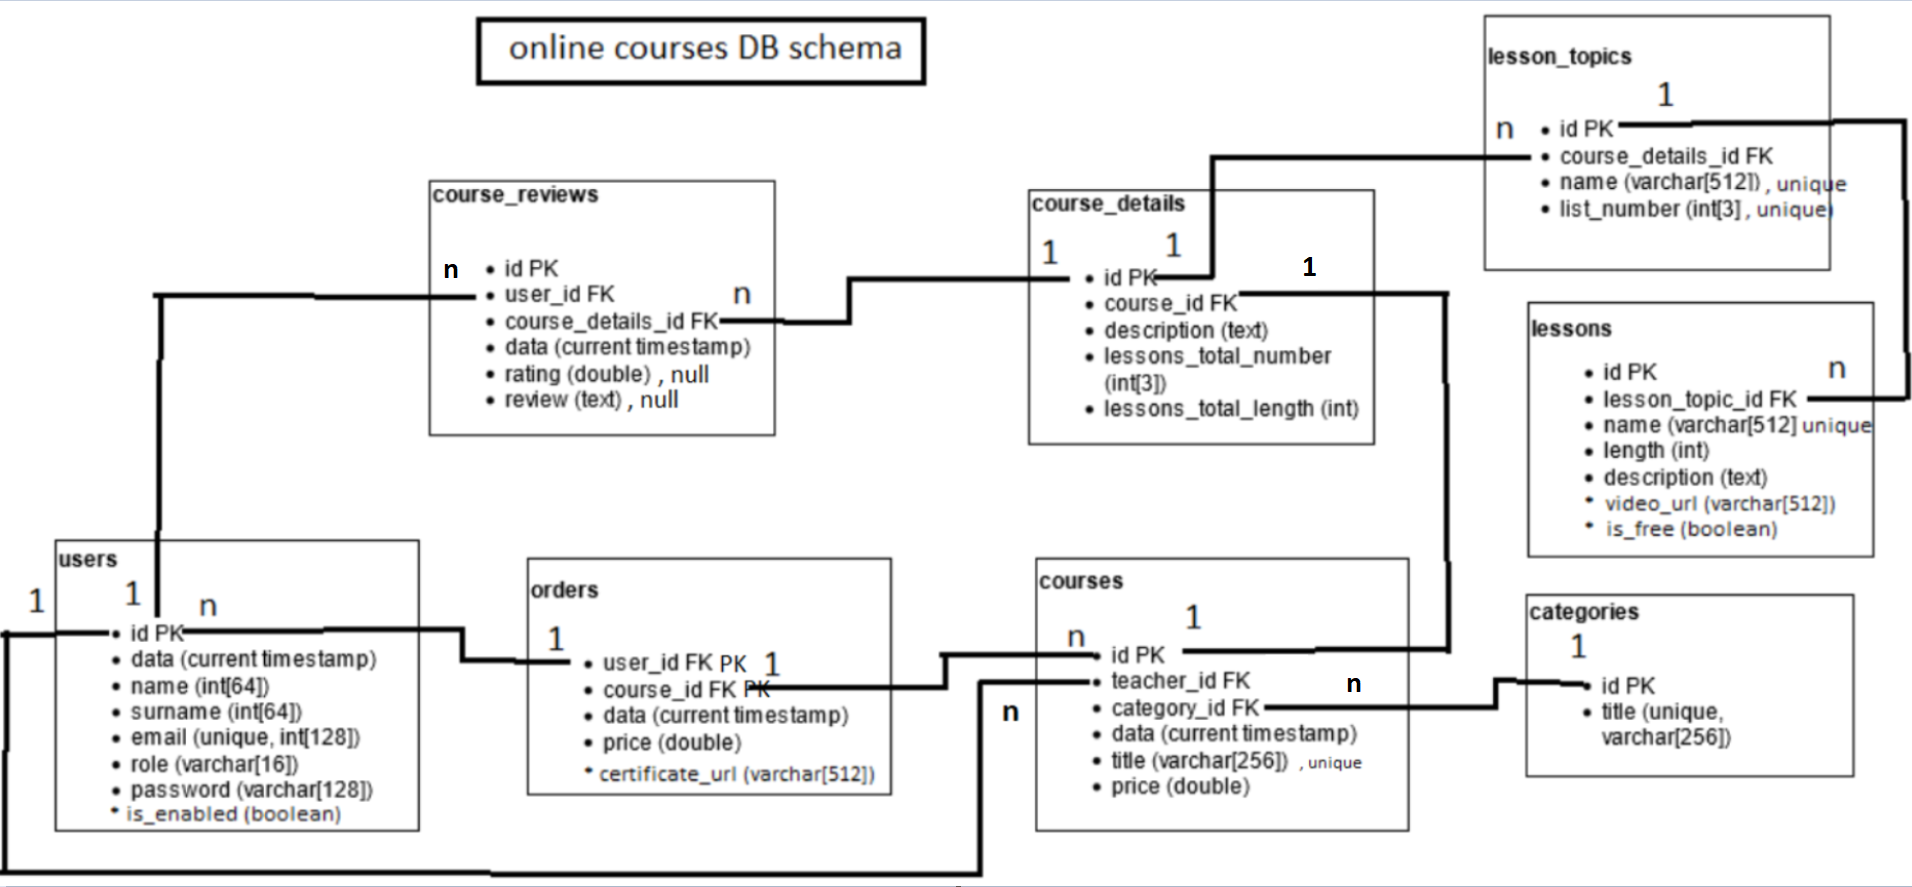 online courses DB schema
lesson_topics
1
n
• id PK
• course_details_id FK
• name (varchar[512]) , unique
• list_number (int[3] , unique)
course_reviews
n
• id PK
• user_id FK
n
• course_details_id FK
• data (current timestamp)
• rating (double) , null
• review (text) , null
course_details
1
1
1
• id PK
• course_id FK
• description (text)
• lessons_total_number
(int[3])
• lessons_total_length (int)
lessons
• id PK
n
• lesson_topic_id FK
• name (varchar[512] unique
• length (int)
• description (text)
* video_url (varchar[512])
* is_free (boolean)
users
1
1
n
• id PK
• data (current timestamp)
• name (int[64])
• surname (int[64])
• email (unique, int[128])
• role (varchar[16])
• password (varchar[128])
* is_enabled (boolean)
orders
1
• user_id FK PK
1
• course_id FK PK
• data (current timestamp)
• price (double)
* certificate_url (varchar[512])
courses
1
n
• id PK
• teacher_id FK
n
n
• category_id FK
• data (current timestamp)
• title (varchar[256]) , unique
• price (double)
categories
1
• id PK
• title (unique,
varchar[256])